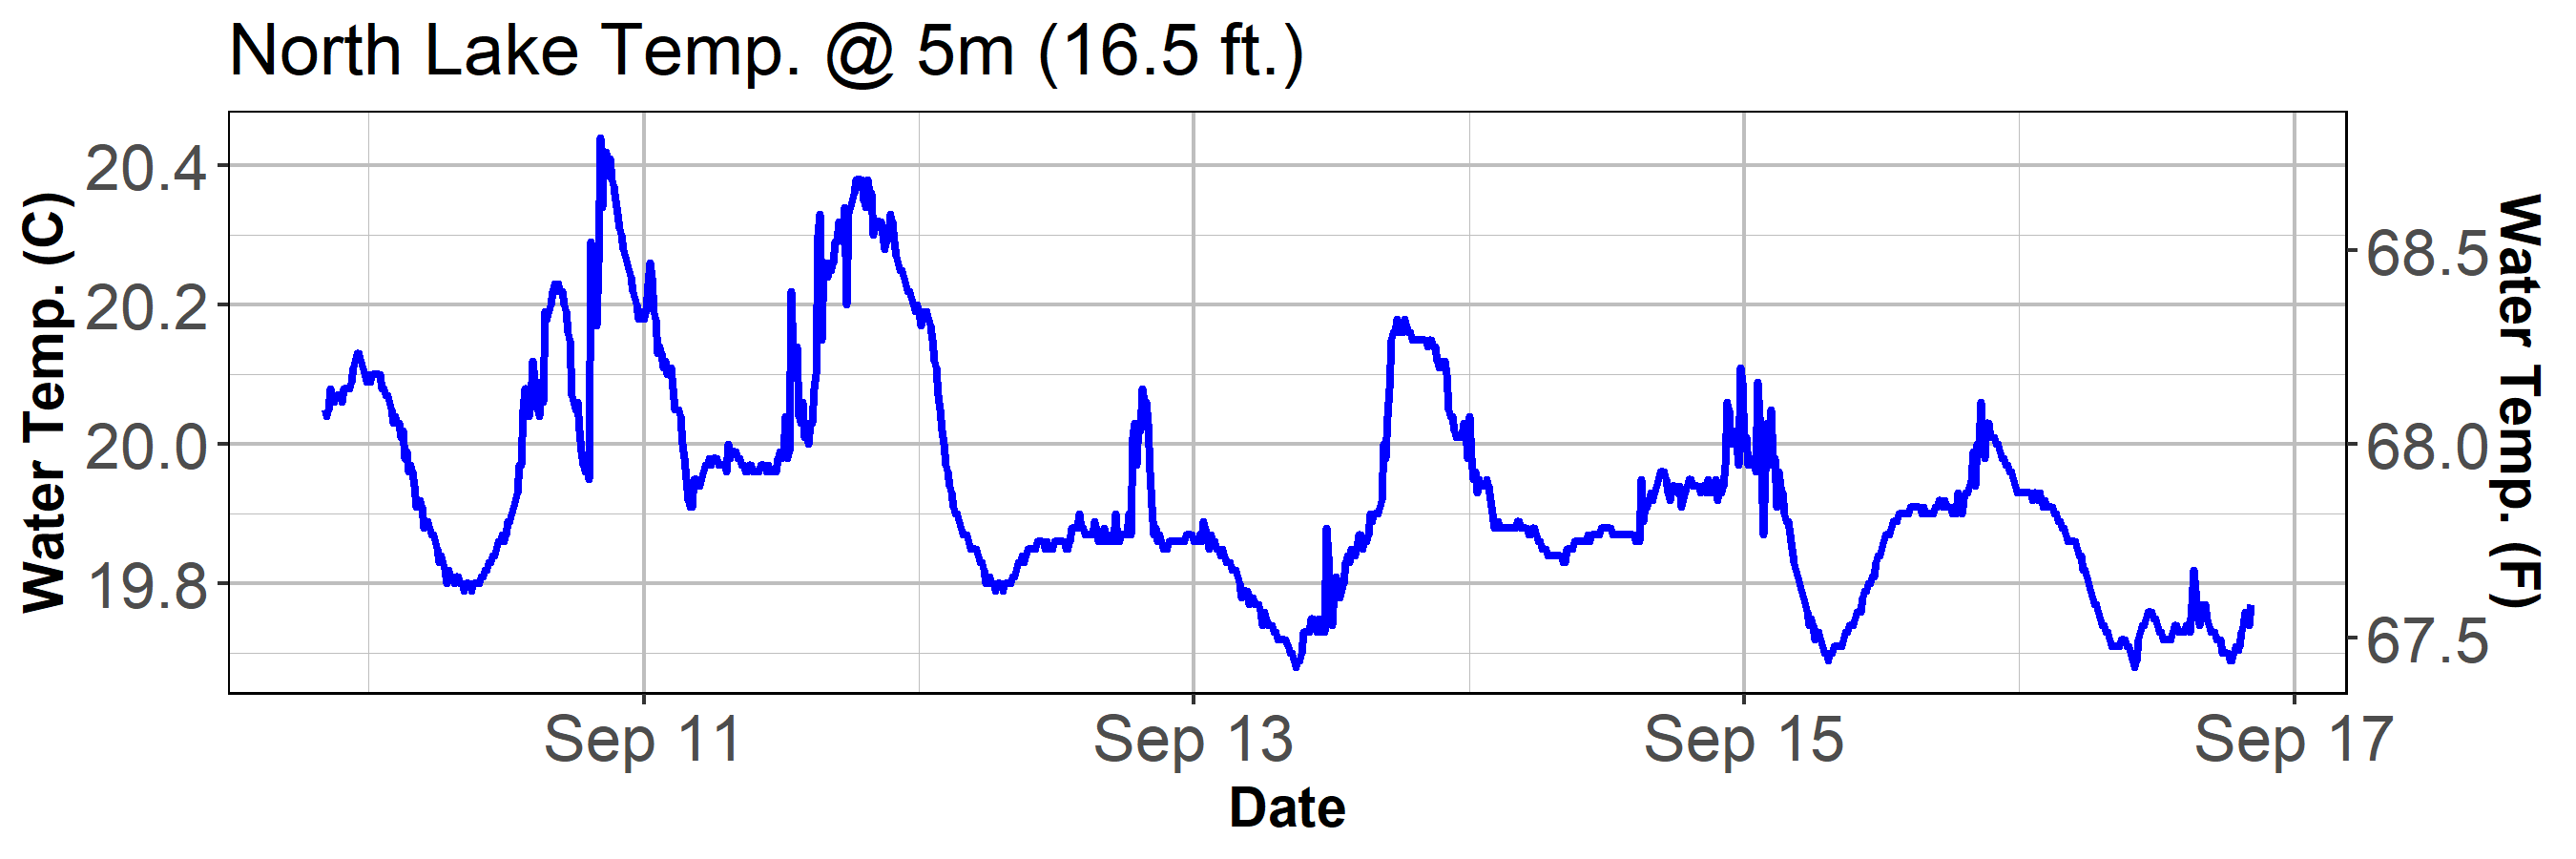 North Lake Temp. @ 5m (16.5 ft.)
Water Temp. (C)
20.4
20.2
20.0
19.8
68.5
68.0
67.5
Water Temp. (F)
Sep 11
Sep 13
Sep 15
Sep 17
Date